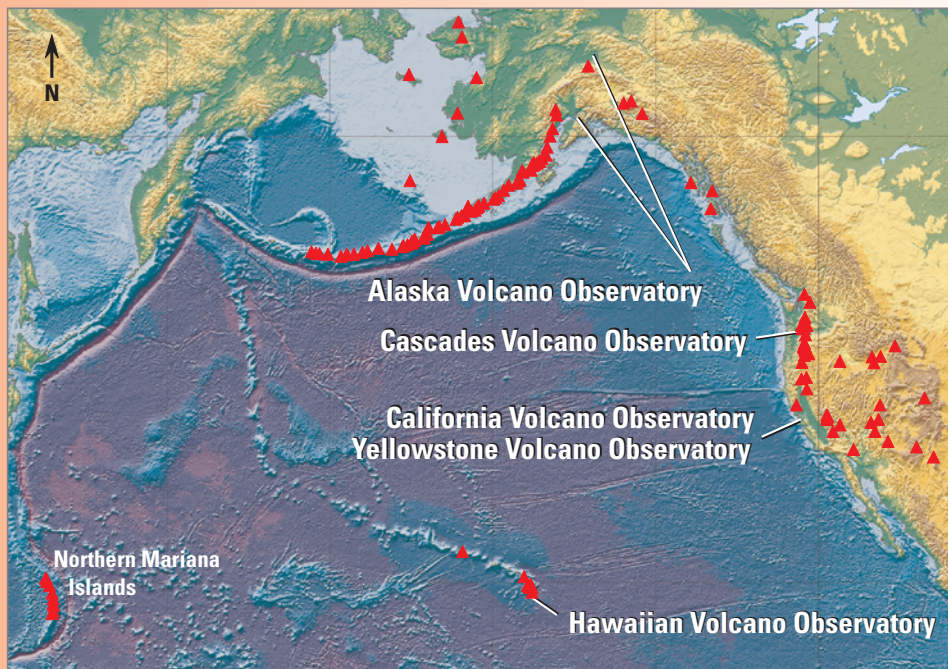 N
Alaska Volcano Observatory
Cascades Volcano Observatory
California Volcano Observatory
Yellowstone Volcano Observatory
Northern Mariana
Islands
Hawaiian Volcano Observatory